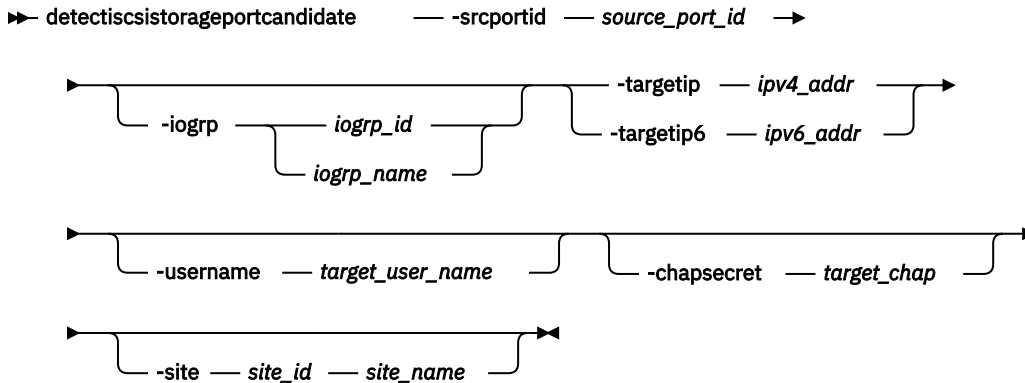 detectiscsistorageportcandidate -srcportid source_port_id
-targetip ipv4_addr
-iogrp iogrp_id -targetip6 ipv6_addr
iogrp_name
-username target_user_name -chapsecret target_chap
-site site_id site_name